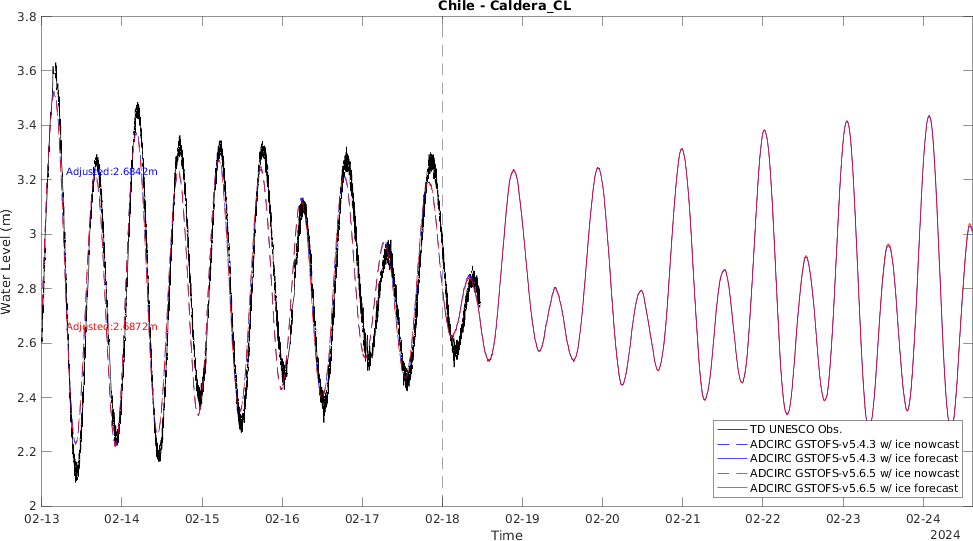 Chile - Caldera_CL
3.8
3.6
3.4
3.2
3
2.8
2.6
2.4
2.2
2
Water Level (m)
Adjusted:2.6842m
Adjusted:2.6872m
TD UNESCO Obs.
ADCIRC GSTOFS-v5.4.3 w/ ice nowcast
ADCIRC GSTOFS-v5.4.3 w/ ice forecast
ADCIRC GSTOFS-v5.6.5 w/ ice nowcast
ADCIRC GSTOFS-v5.6.5 w/ ice forecast
02-13 02-14 02-15 02-16 02-17 02-18 02-19 02-20 02-21 02-22 02-23 02-24
Time
2024